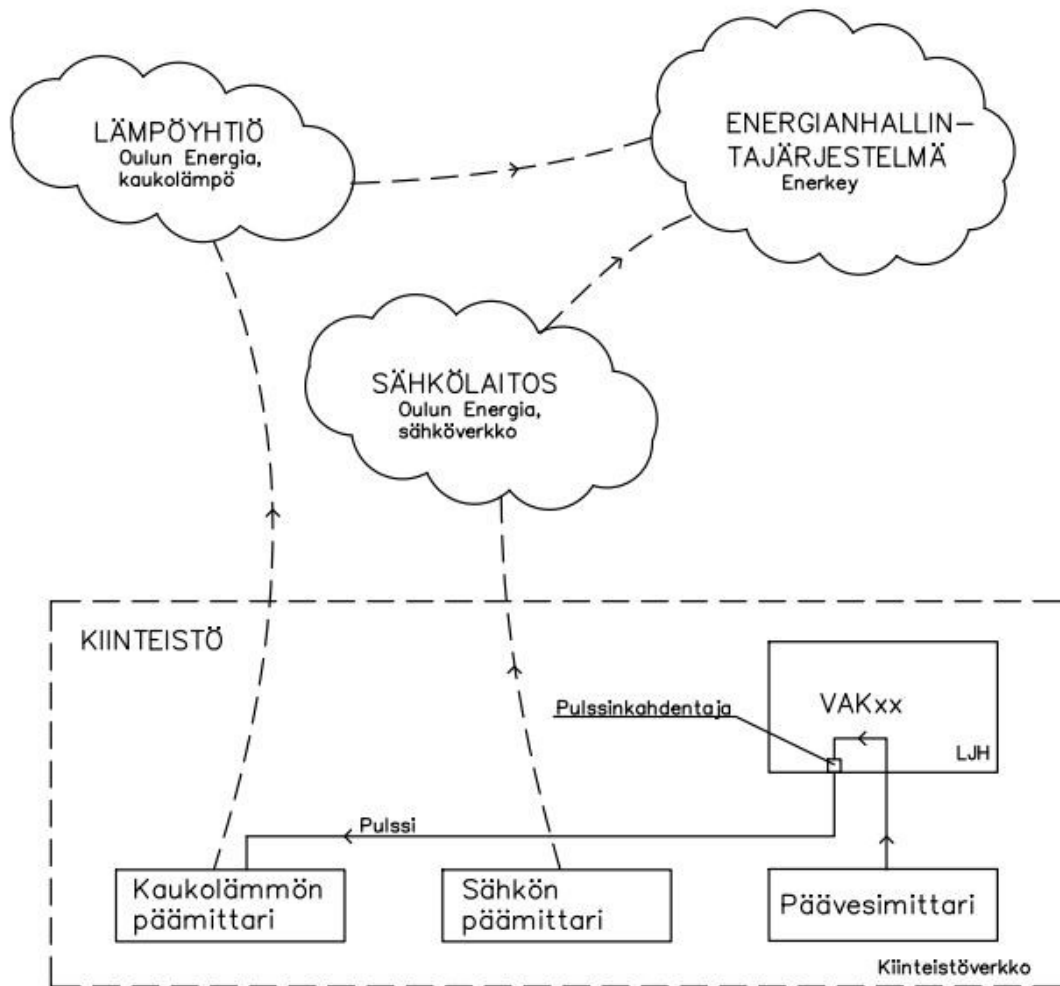 LÄMPÖYHTIÖ
Oulun Energia,
kaukolämpö
ENERGIANHALLIN-
TAJÄRJESTELMÄ
Enerkey
SÄHKÖLAITOS
Oulun Energia,
sähköverkko
KIINTEISTÖ
Pulssinkahdentaja
VAKxx
LJH
Pulssi
Kaukolämmön
päämittari
Sähkön
päämittari
Päävesimittari
Kiinteistöverkko